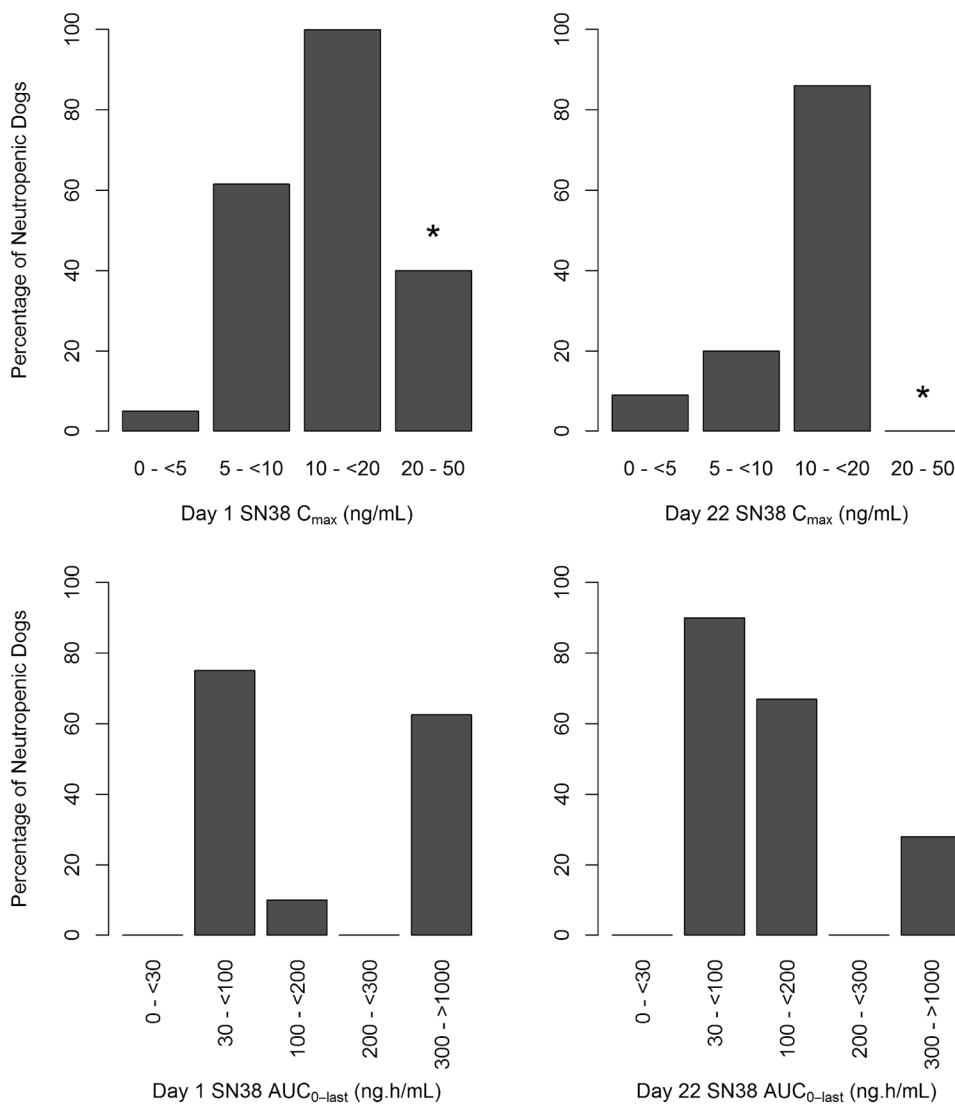 Percentage of Neutropenic Dogs
100
80
60
40
20
0
*
0 - <5 5 - <10 10 - <20 20 - 50
Day 1 SN38 Cmax (ng/mL)
100
80
60
40
20
0
*
0 - <5 5 - <10 10 - <20 20 - 50
Day 22 SN38 Cmax (ng/mL)
Percentage of Neutropenic Dogs
100
80
60
40
20
0
0 - <30
30 - <100
100 - <200
200 - <300
300 - >1000
Day 1 SN38 AUC0–last (ng.h/mL)
100
80
60
40
20
0
0 - <30
30 - <100
100 - <200
200 - <300
300 - >1000
Day 22 SN38 AUC0–last (ng.h/mL)